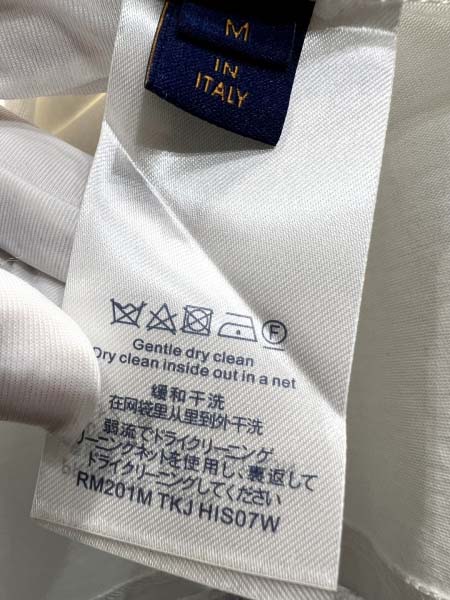 M
IN
ITALY
F
Gentle dry clean
Dry clean inside out in a net
缓和干洗
在网袋里从里到外干洗
弱流でドライクリーニング
リーニングネットを使用し、裏返して
ドライクリーニングしてください
RM201M TKJ HIS07W